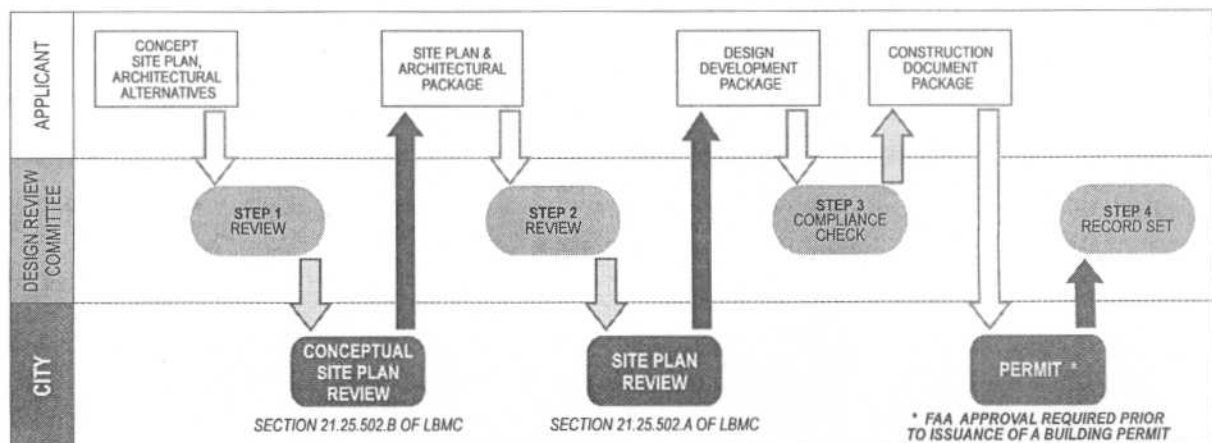 APPLICANT
CONCEPT
SITE PLAN,
ARCHITECTURAL
ALTERNATIVES
SITE PLAN &
ARCHITECTURAL
PACKAGE
DESIGN
DEVELOPMENT
PACKAGE
CONSTRUCTION
DOCUMENT
PACKAGE
DESIGN REVIEW
COMMITTEE
STEP 1
REVIEW
STEP 2
REVIEW
STEP 3
COMPLIANCE
CHECK
STEP 4
RECORD SET
CITY
CONCEPTUAL
SITE PLAN
REVIEW
SECTION 21.25.502.B OF LBMC
SITE PLAN
REVIEW
SECTION 21.25.502.A OF LBMC
PERMIT *
* FAA APPROVAL REQUIRED PRIOR
TO ISSUANCE OF A BUILDING PERMIT